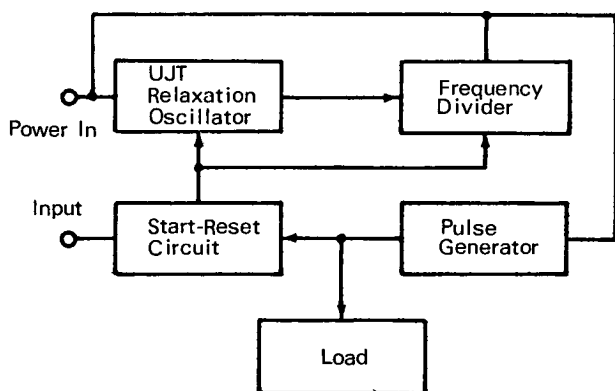 UJT
Relaxation
Oscillator
Frequency
Divider
Power In
Input
Start-Reset
Circuit
Pulse
Generator
Load